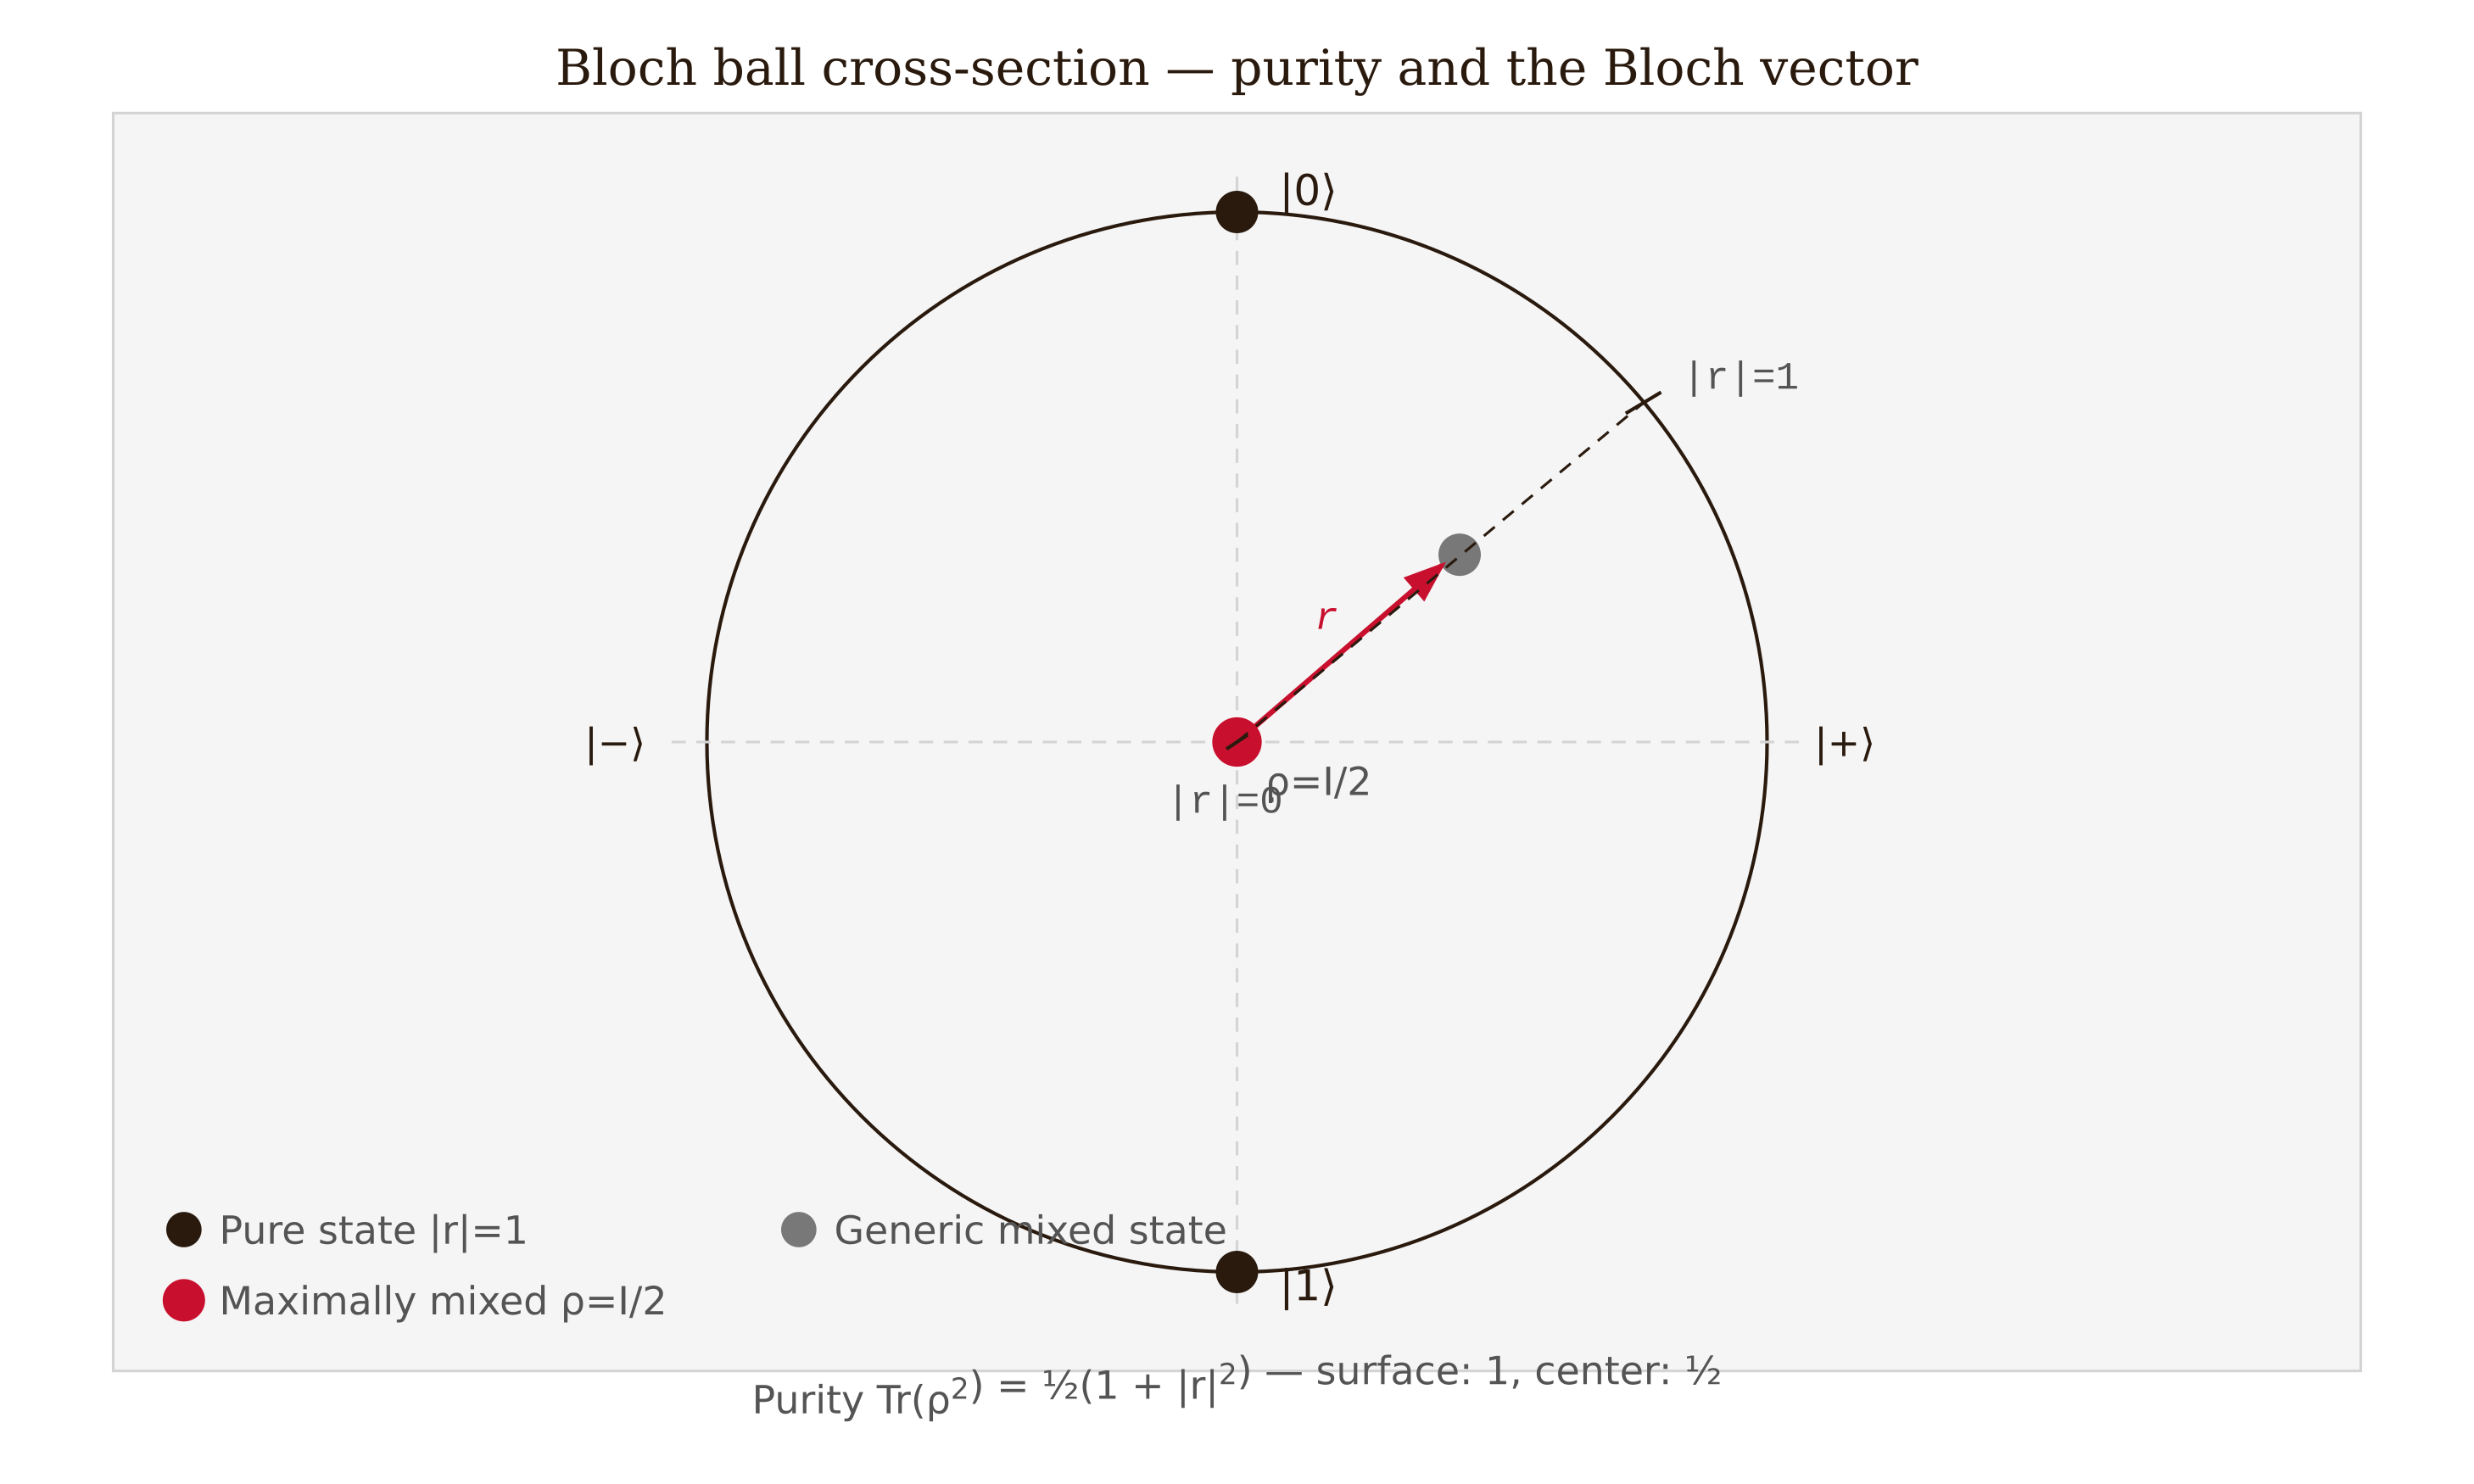 Bloch ball cross-section — purity and the Bloch vector
|0⟩
|r|=1
r
|−⟩
|+⟩
ρ=I/2
|r|=0
Pure state |r|=1
Generic mixed state
Maximally mixed ρ=I/2
|1⟩
Purity Tr(ρ²) = ½(1 + |r|²) — surface: 1, center: ½